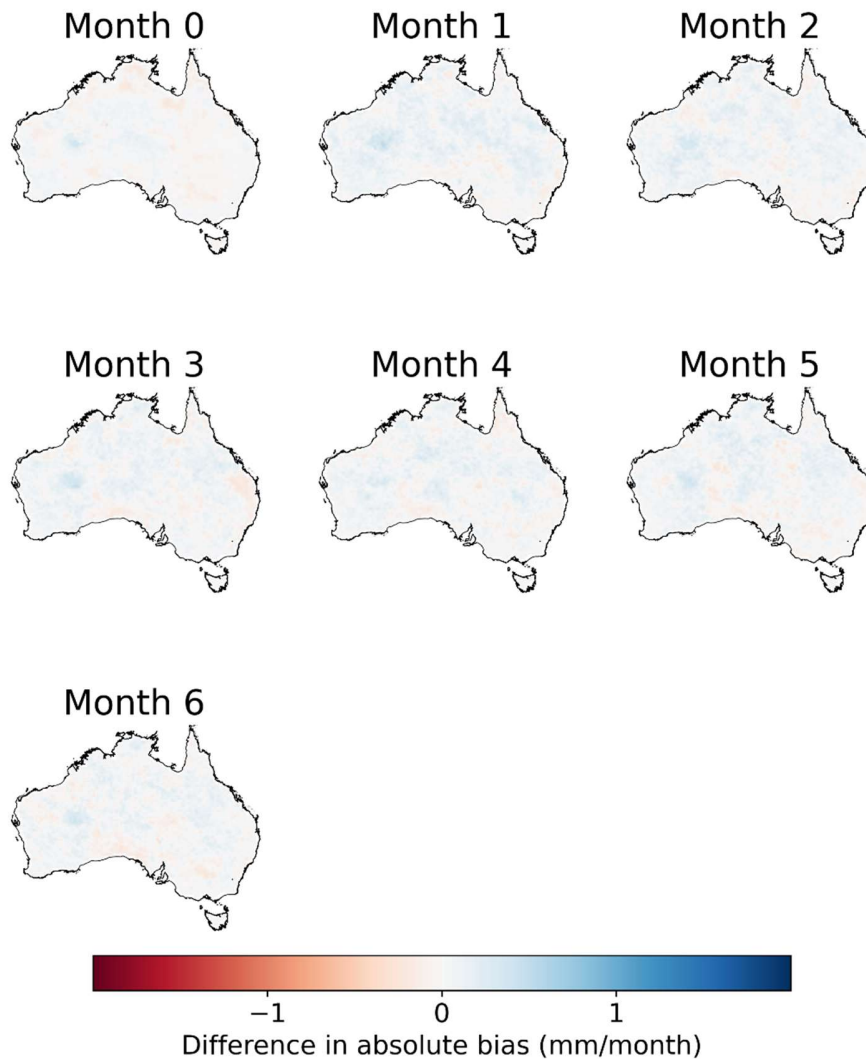 Month 0 Month 1 Month 2
Month 3 Month 4 Month 5
Month 6
−1 0 1
Difference in absolute bias (mm/month)